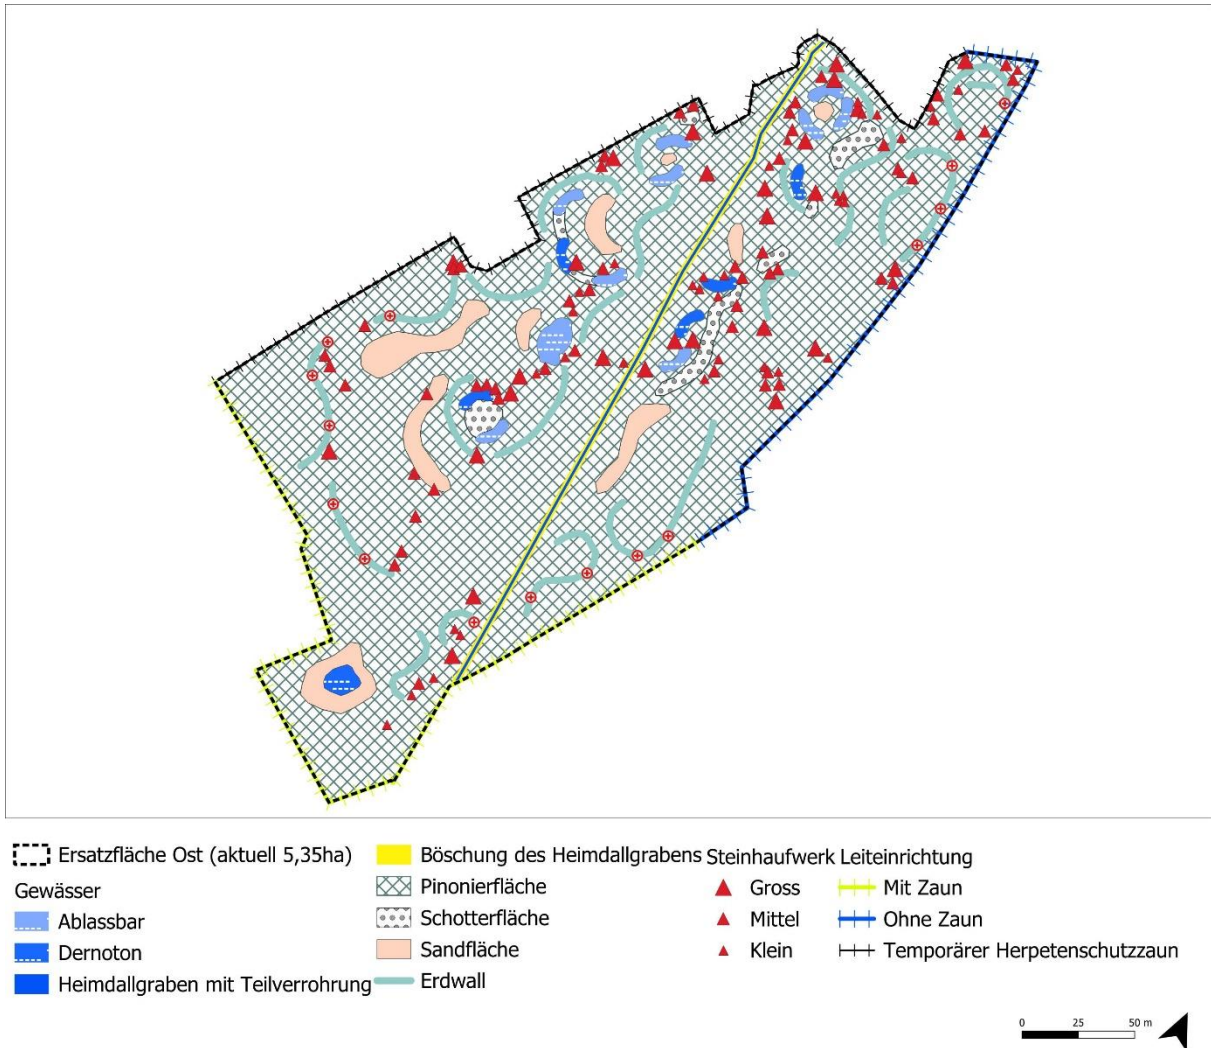 Ersatzfläche Ost (aktuell 5,35ha)
Gewässer
Ablassbar
Dernoton
Heimdallgraben mit Teilverrohrung
Böschung des Heimdallgrabens
Pinonierfläche
Schotterfläche
Sandfläche
Erdwall
Steinhaufwerk
Gross
Mittel
Klein
Leiteinrichtung
Mit Zaun
Ohne Zaun
Temporärer Herpetenschutzzaun
0 25 50 m